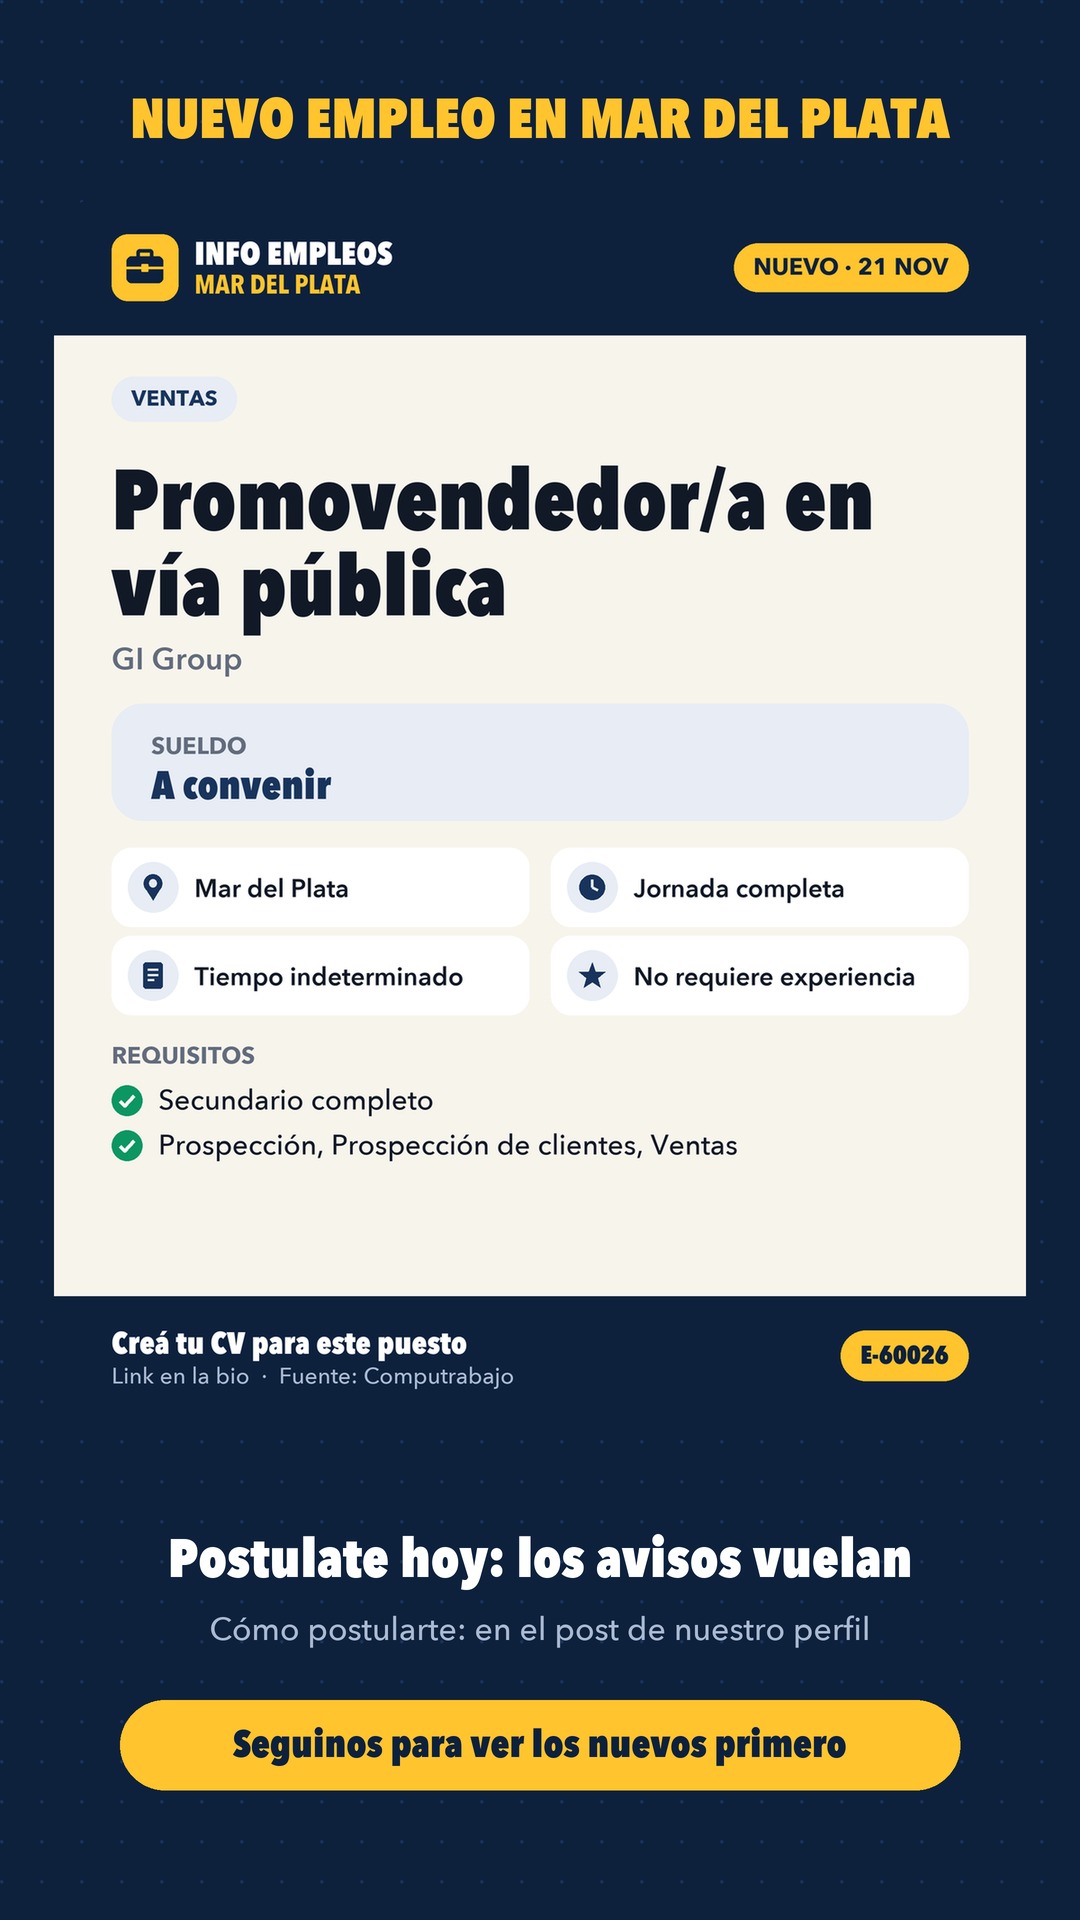 NUEVO EMPLEO EN MAR DEL PLATA
INFO EMPLEOS
MAR DEL PLATA
NUEVO · 21 NOV
VENTAS
Promovendedor/a en
vía pública
GI Group
SUELDO
A convenir
Mar del Plata
Jornada completa
Tiempo indeterminado
No requiere experiencia
REQUISITOS
Secundario completo
Prospección, Prospección de clientes, Ventas
Creá tu CV para este puesto
Link en la bio · Fuente: Computrabajo
E-60026
Postulate hoy: los avisos vuelan
Cómo postularte: en el post de nuestro perfil
Seguinos para ver los nuevos primero